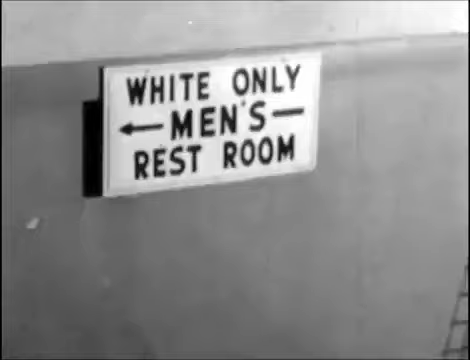 WHITE ONLY
← MEN'S —
REST ROOM